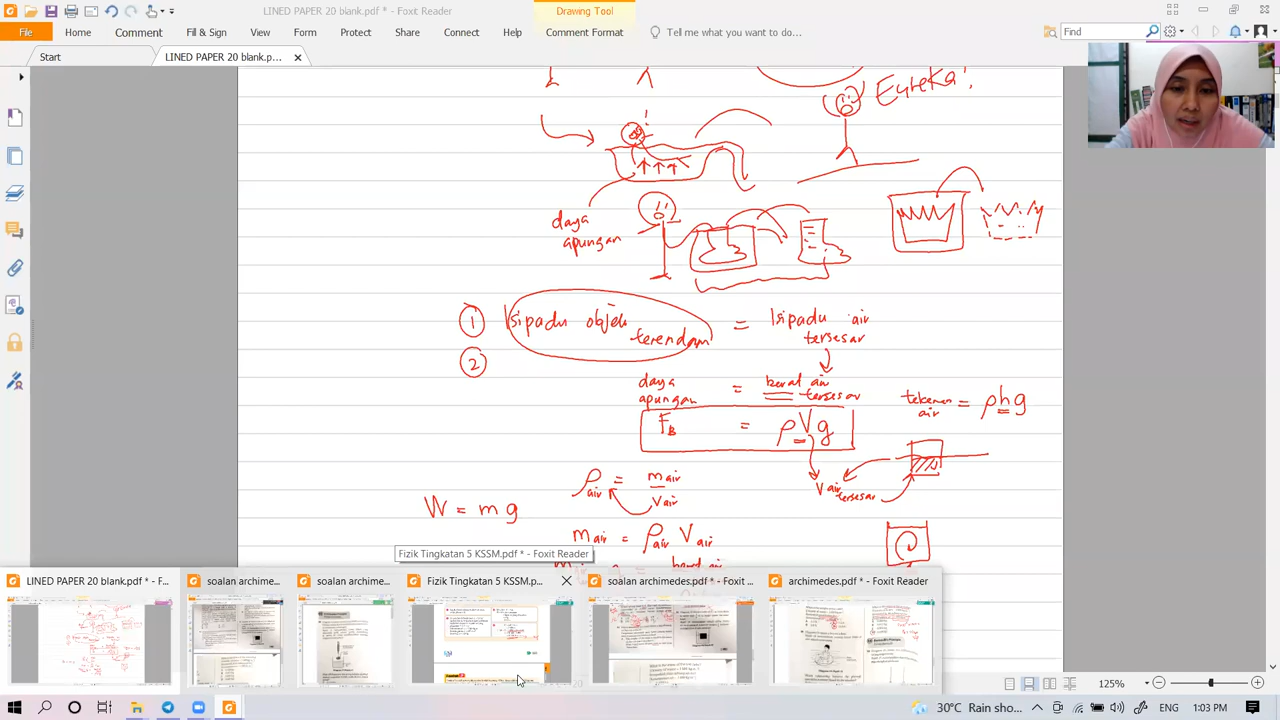 LINED PAPER 20 blank.pdf * - Foxit Reader
Drawing Tool
File
Home
Comment
Fill & Sign
View
Form
Protect
Share
Connect
Help
Comment Format
Tell me what you want to do...
Find
Start
LINED PAPER 20 blank.p...
Eureka!
daya
apungan
① Isipadu objek = Isipadu air
terendam tersesar
②
daya = berat air
apungan tersesar
tekanan = ρhg
air
F_B = ρVg
V air
tersesar
ρ air = m air
V air
W = mg
m air = ρ air V air
berat air
Fizik Tingkatan 5 KSSM.pdf * - Foxit Reader
LINED PAPER 20 blank.pdf * - F...
soalan archime...
soalan archime...
Fizik Tingkatan 5 KSSM.p...
soalan archimedes.pdf * - Foxit ...
archimedes.pdf * - Foxit Reader
125%
30°C Rain sho...
ENG
1:03 PM